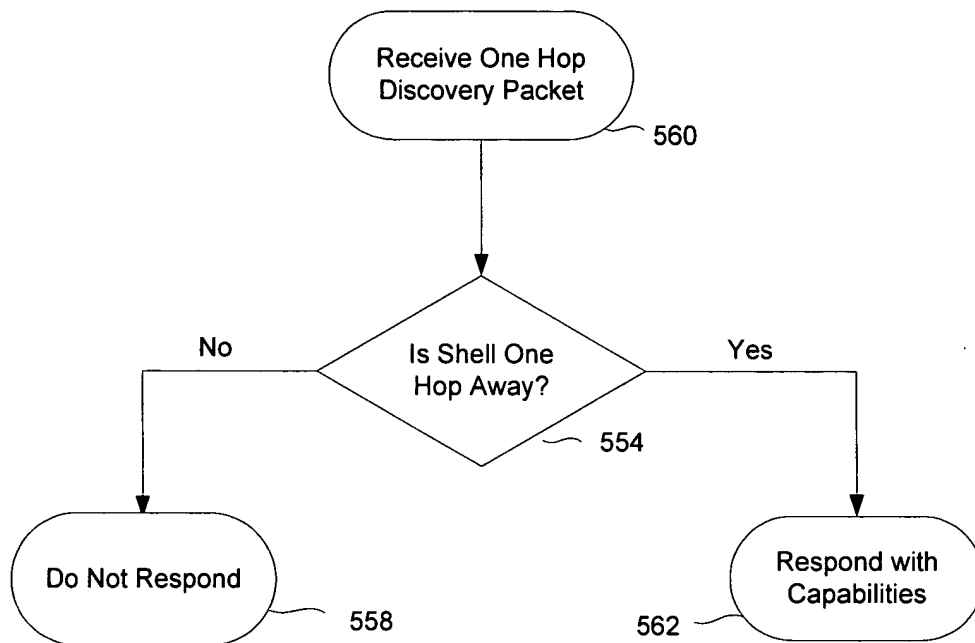 Receive One Hop
Discovery Packet
560
Is Shell One
Hop Away?
No
Yes
554
Do Not Respond
558
Respond with
Capabilities
562